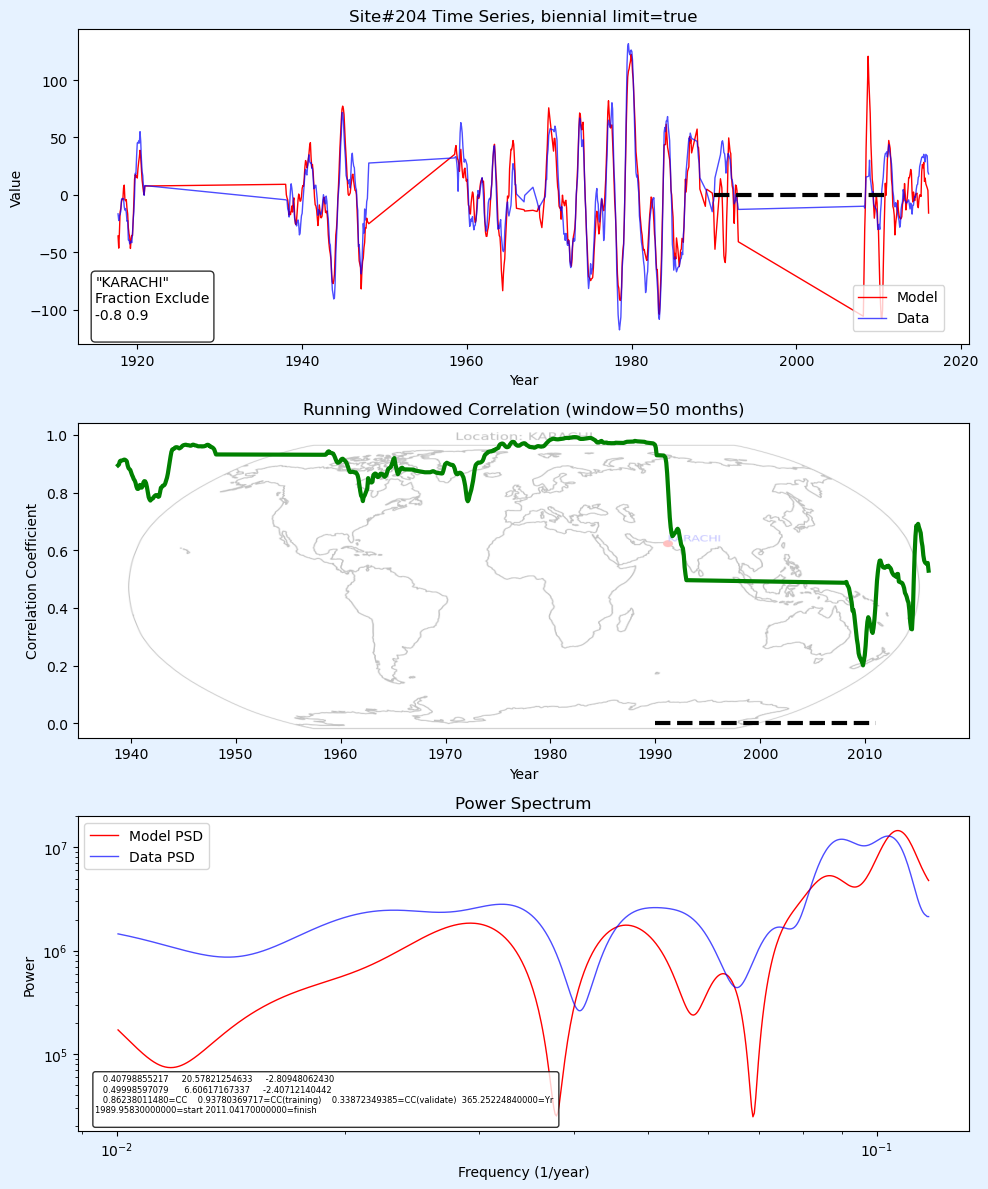 Site#204 Time Series, biennial limit=true
Value
100
50
0
−50
−100
"KARACHI"
Fraction Exclude
-0.8 0.9
Model
Data
1920 1940 1960 1980 2000 2020
Year
Running Windowed Correlation (window=50 months)
Correlation Coefficient
1.0
0.8
0.6
0.4
0.2
0.0
Location: KARACHI
KARACHI
1940 1950 1960 1970 1980 1990 2000 2010
Year
Power Spectrum
Model PSD
Data PSD
Power
10^7
10^6
10^5
0.40798855217 20.57821254633 -2.80948062430
0.49998597079 6.60617167337 -2.40712140442
0.86238011480=CC 0.93780369717=CC(training) 0.33872349385=CC(validate) 365.25224840000=Yr
1989.95830000000=start 2011.04170000000=finish
10^−2 10^−1
Frequency (1/year)